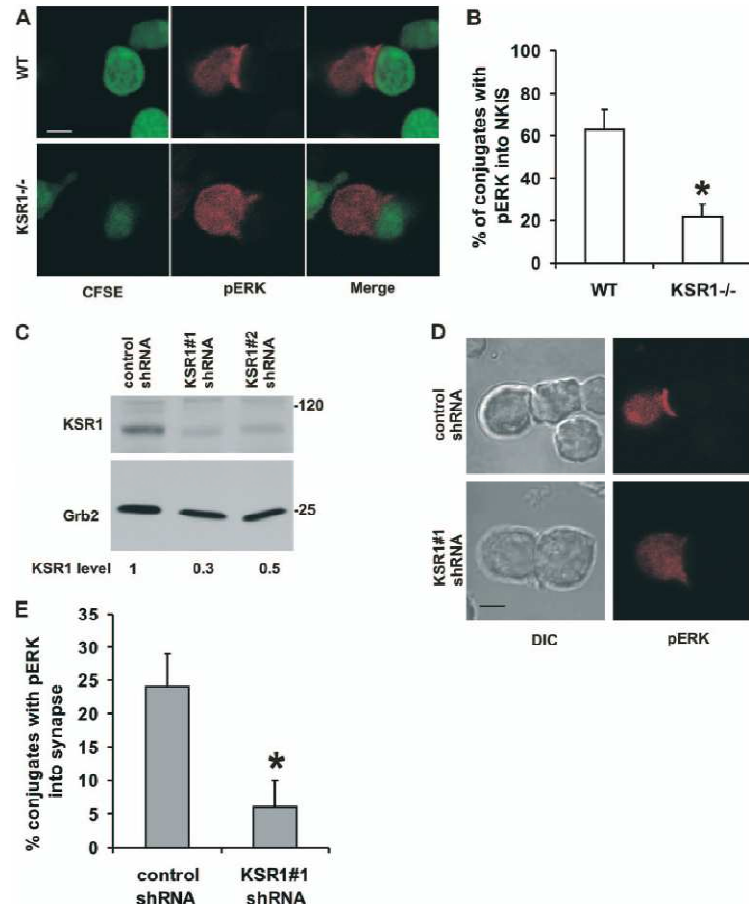 A
WT
KSR1-/-
CFSE
pERK
Merge
B
% of conjugates with
pERK into NKIS
100
80
60
40
20
0
*
WT
KSR1-/-
C
control
shRNA
KSR1#1
shRNA
KSR1#2
shRNA
KSR1
-120
Grb2
-25
KSR1 level
1
0.3
0.5
D
control
shRNA
KSR1#1
shRNA
DIC
pERK
E
% conjugates with pERK
into synapse
35
30
25
20
15
10
5
0
*
control
shRNA
KSR1#1
shRNA